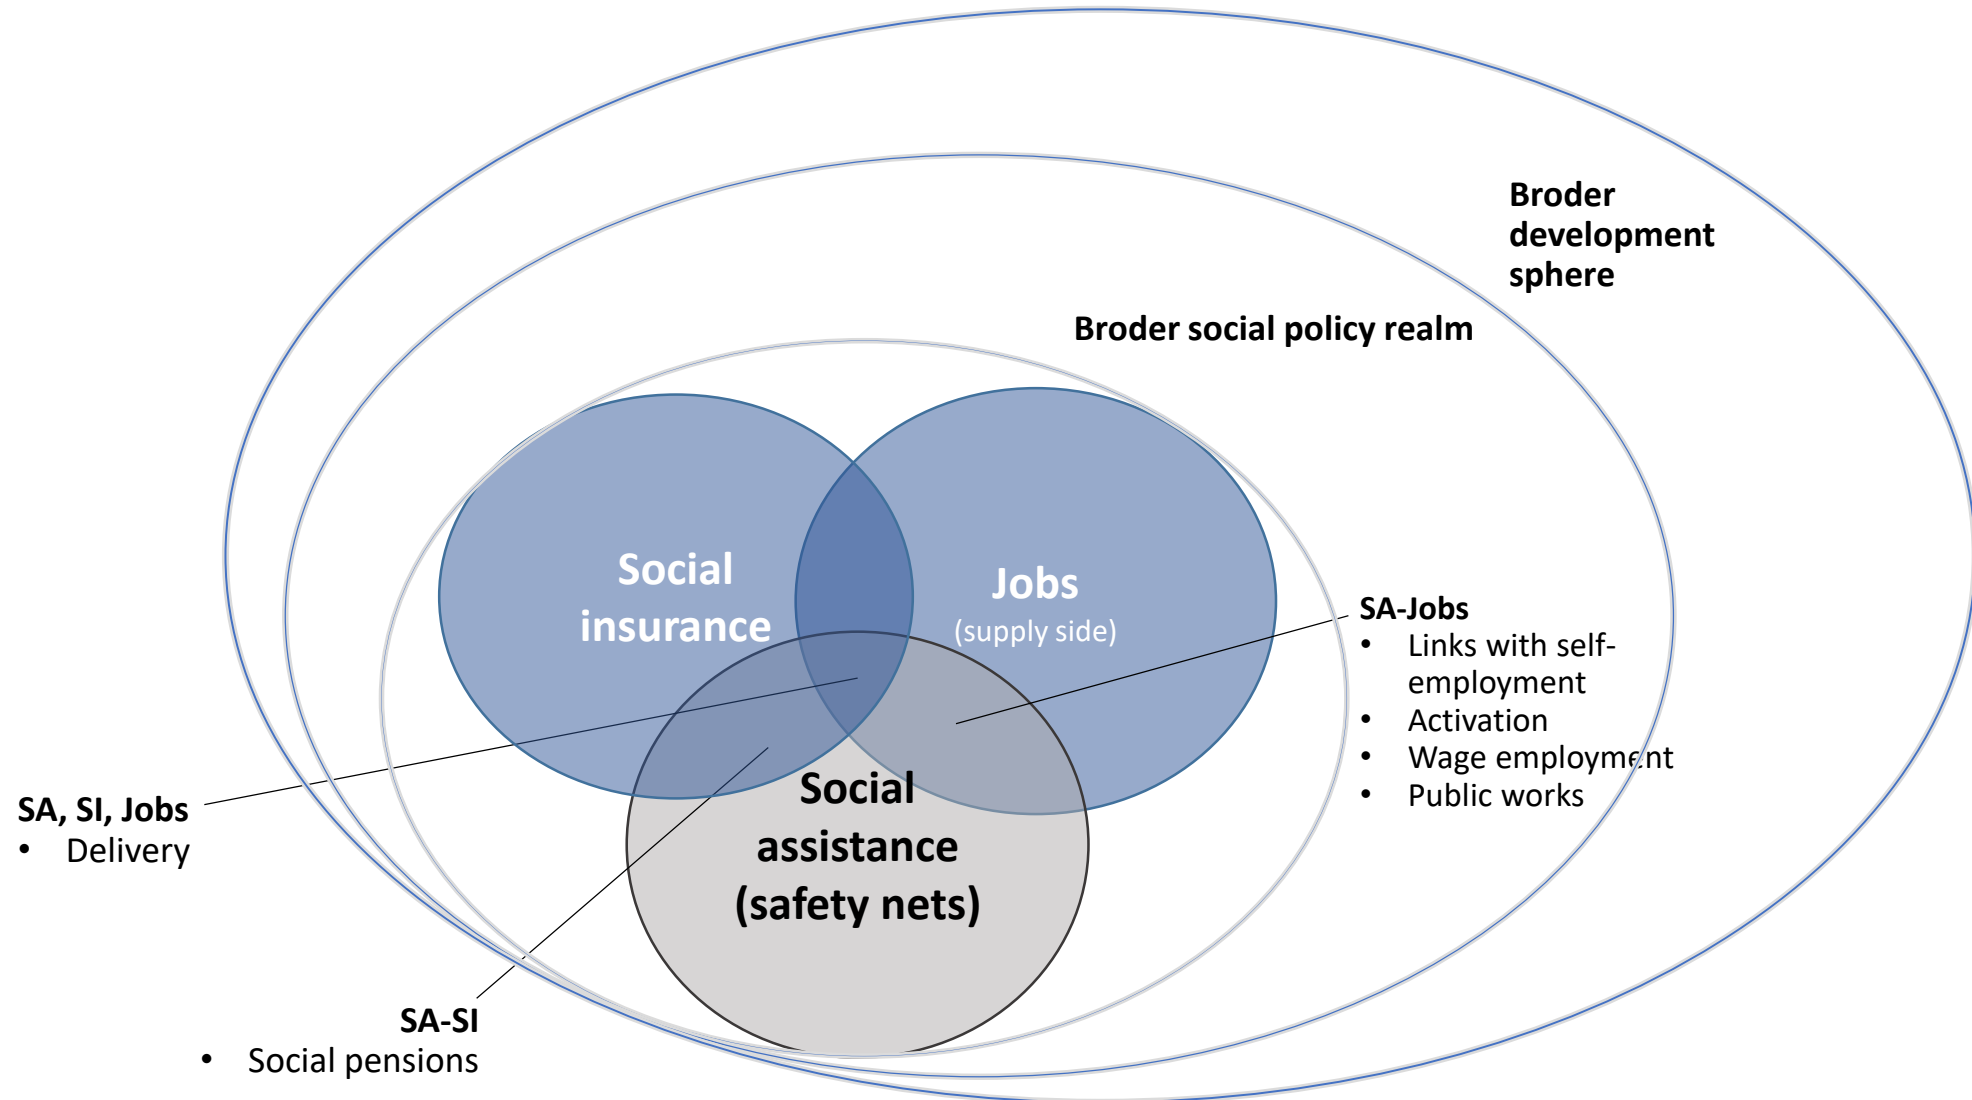 Broder
development
sphere
Broder social policy realm
Social
insurance
Jobs
(supply side)
SA-Jobs
• Links with self-
employment
• Activation
• Wage employment
• Public works
Social
assistance
(safety nets)
SA, SI, Jobs
• Delivery
SA-SI
• Social pensions